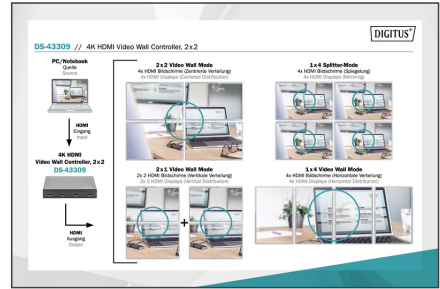 DIGITUS®
DS-43309 // 4K HDMI Video Wall Controller, 2x2
PC/Notebook
Quelle
Source
HDMI
Eingang
Input
4K HDMI
Video Wall Controller, 2x2
DS-43309
HDMI
Ausgang
Output
2x2 Video Wall Mode
4x HDMI Bildschirme (Zentrierte Verteilung)
4x HDMI Displays (Centered Distribution)
1x4 Splitter-Mode
4x HDMI Bildschirme (Spiegelung)
4x HDMI Displays (Mirroring)
2x1 Video Wall Mode
2x 2 HDMI Bildschirme (Vertikale Verteilung)
2x 2 HDMI Displays (Vertical Distribution)
+
1x4 Video Wall Mode
4x HDMI Bildschirme (Horizontale Verteilung)
4x HDMI Displays (Horizontal Distribution)